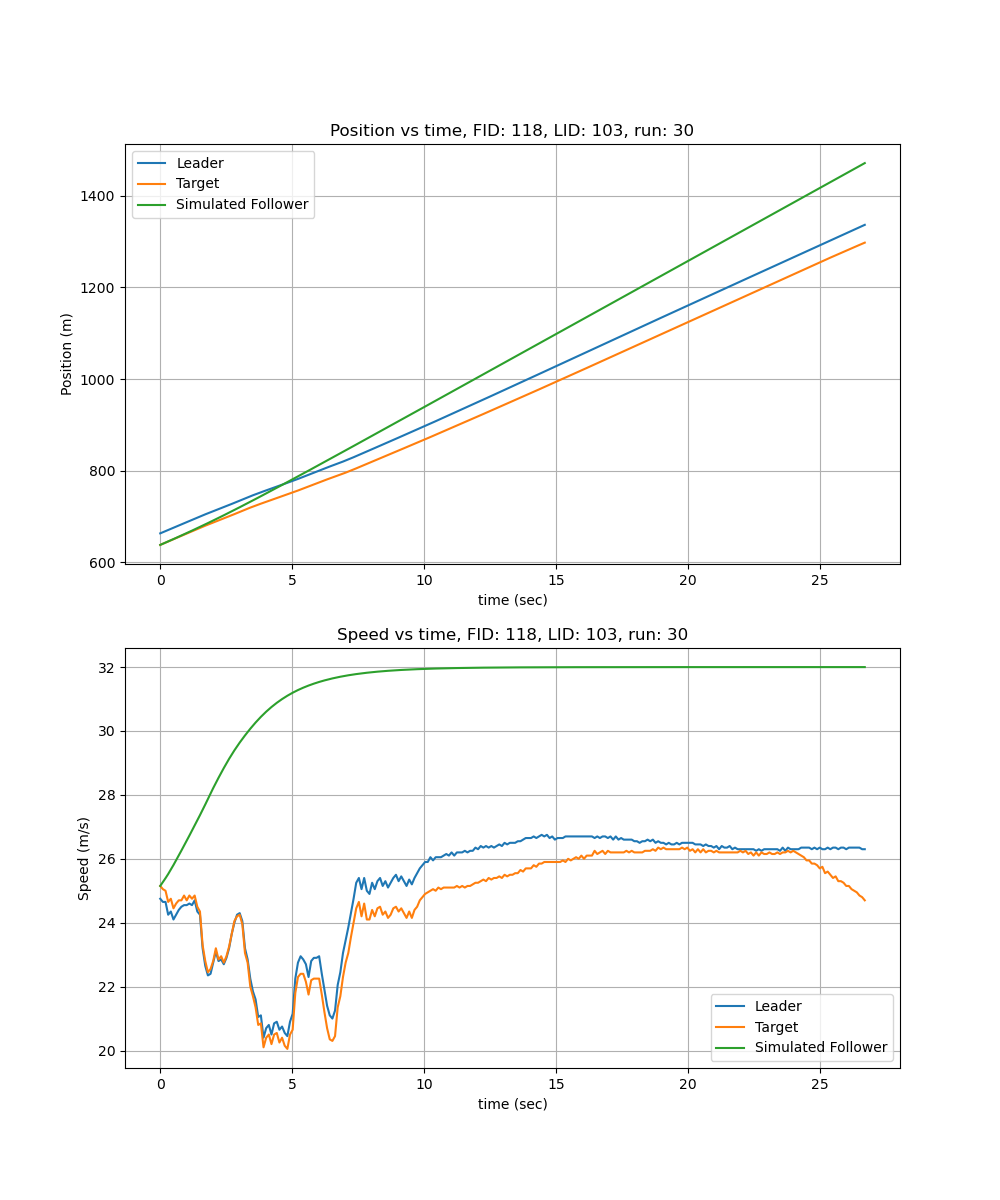 Position vs time, FID: 118, LID: 103, run: 30
Leader
Target
Simulated Follower
1400
1200
1000
800
600
Position (m)
0 5 10 15 20 25
time (sec)
Speed vs time, FID: 118, LID: 103, run: 30
32
30
28
26
24
22
20
Speed (m/s)
Leader
Target
Simulated Follower
0 5 10 15 20 25
time (sec)